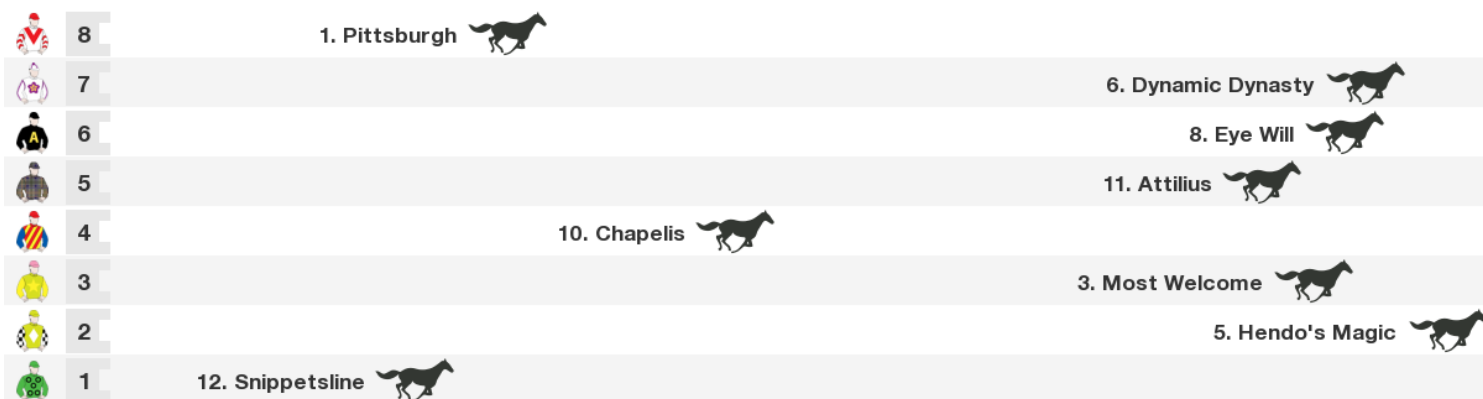 8 1. Pittsburgh
7 6. Dynamic Dynasty
A 6 8. Eye Will
5 11. Attilius
4 10. Chapelis
3 3. Most Welcome
2 5. Hendo's Magic
1 12. Snippetsline